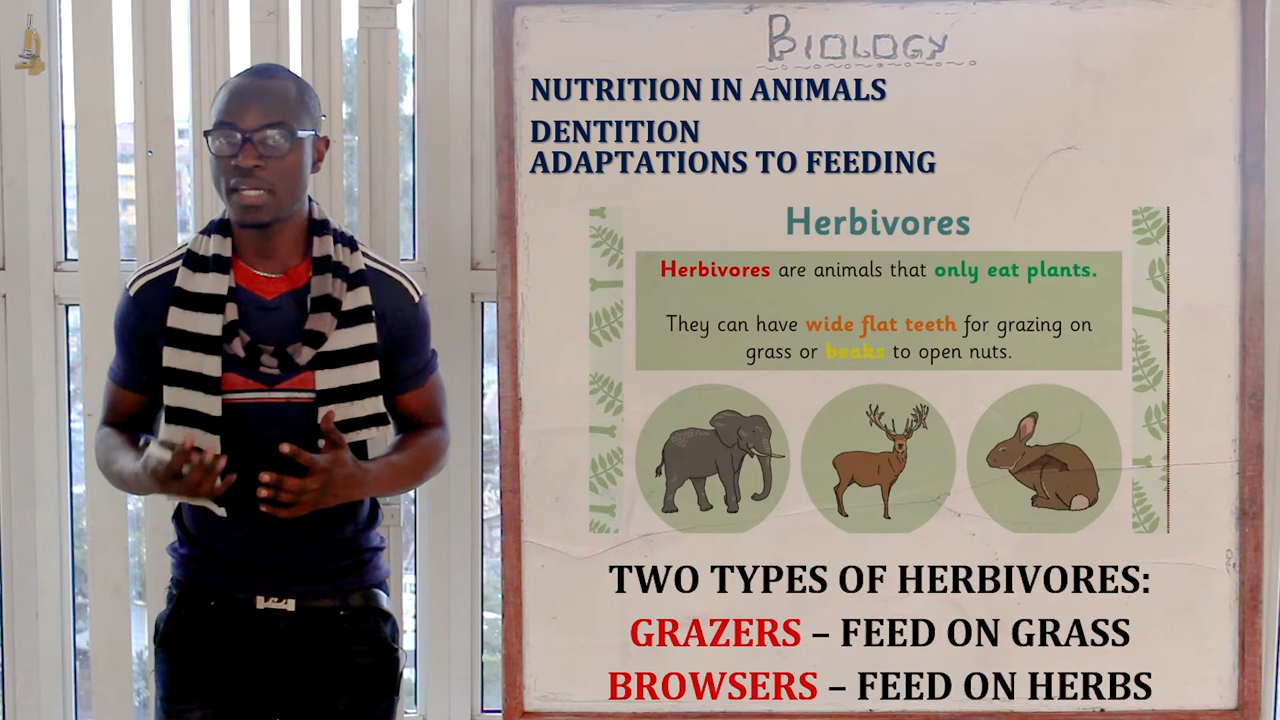 BIOLOGY
NUTRITION IN ANIMALS
DENTITION
ADAPTATIONS TO FEEDING
Herbivores
Herbivores are animals that only eat plants.
They can have wide flat teeth for grazing on
grass or beaks to open nuts.
TWO TYPES OF HERBIVORES:
GRAZERS – FEED ON GRASS
BROWSERS – FEED ON HERBS